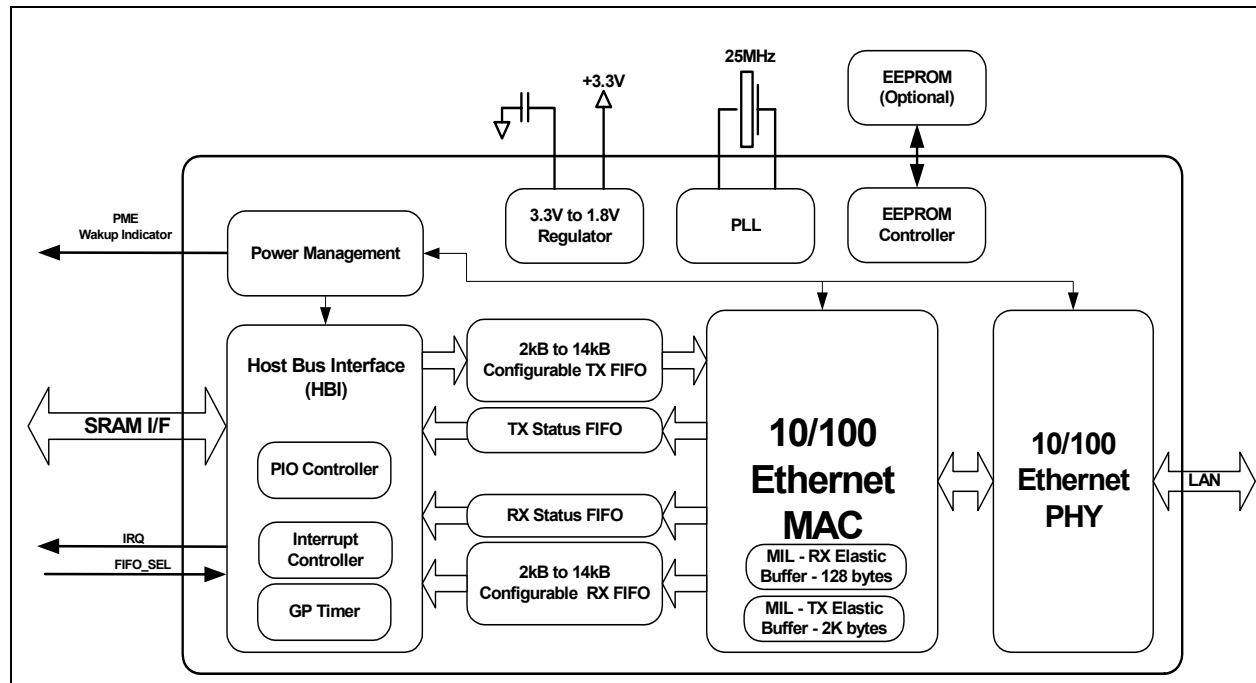 25MHz
+3.3V
EEPROM
(Optional)
PME
Wakup Indicator
Power Management
3.3V to 1.8V
Regulator
PLL
EEPROM
Controller
Host Bus Interface
(HBI)
2kB to 14kB
Configurable TX FIFO
SRAM I/F
TX Status FIFO
PIO Controller
10/100
Ethernet
MAC
10/100
Ethernet
PHY
LAN
RX Status FIFO
IRQ
FIFO_SEL
Interrupt
Controller
GP Timer
2kB to 14kB
Configurable RX FIFO
MIL - RX Elastic
Buffer - 128 bytes
MIL - TX Elastic
Buffer - 2K bytes